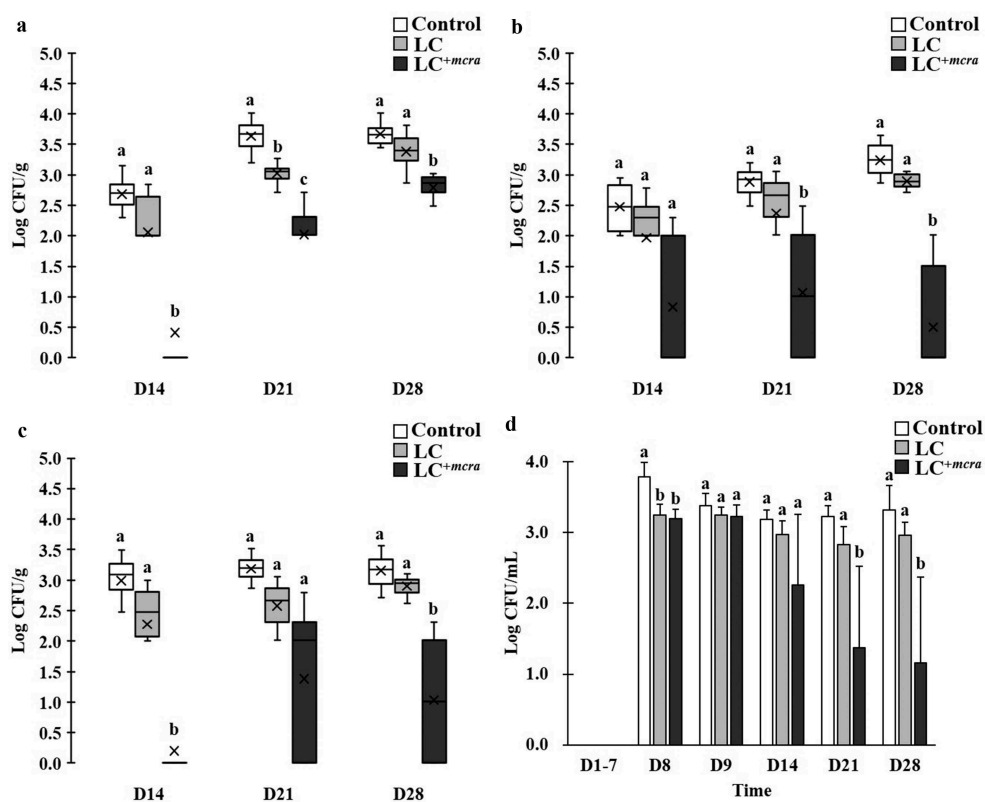 a
Control
LC
LC+mcra
5.0
4.5
4.0
3.5
3.0
2.5
2.0
1.5
1.0
0.5
0.0
Log CFU/g
a a b
a b c
a a b
D14 D21 D28
b
Control
LC
LC+mcra
5.0
4.5
4.0
3.5
3.0
2.5
2.0
1.5
1.0
0.5
0.0
Log CFU/g
a a a
a a b
a a b
D14 D21 D28
c
Control
LC
LC+mcra
5.0
4.5
4.0
3.5
3.0
2.5
2.0
1.5
1.0
0.5
0.0
Log CFU/g
a a b
a a a
a a b
D14 D21 D28
d
Control
LC
LC+mcra
4.0
3.0
2.0
1.0
0.0
Log CFU/mL
a b b
a a a
a a a
a a b
a a b
D1-7 D8 D9 D14 D21 D28
Time